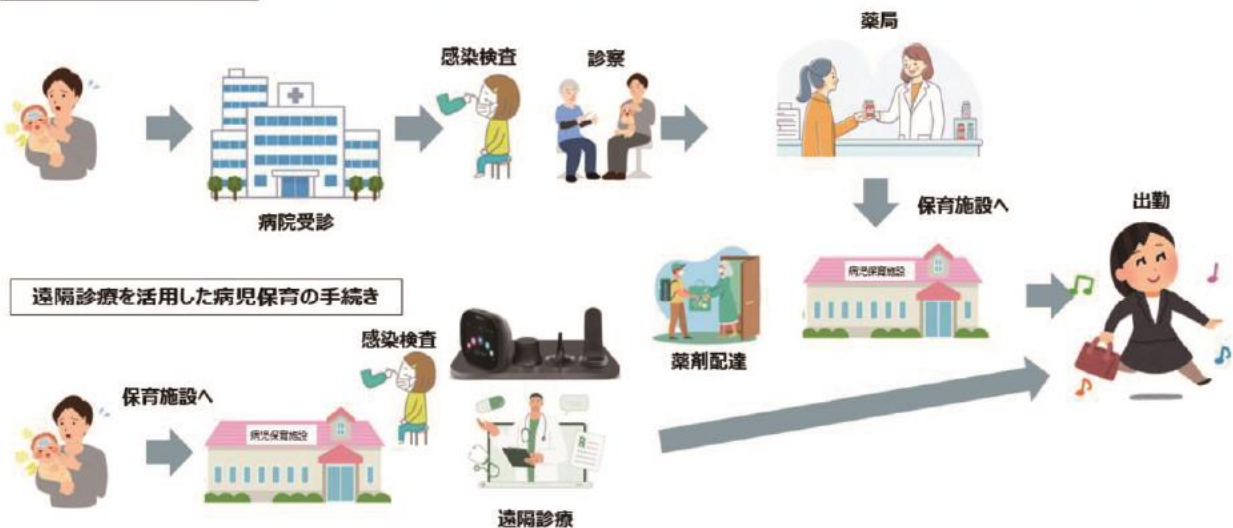 薬局
感染検査
診察
病院受診
保育施設へ
出勤
病児保育施設
遠隔診療を活用した病児保育の手続き
薬剤配達
感染検査
保育施設へ
病児保育施設
遠隔診療